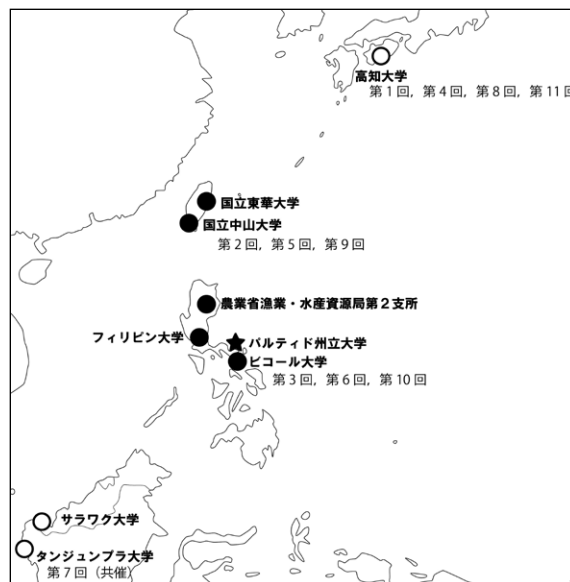 高知大学
第1回，第4回，第8回，第11回
国立東華大学
国立中山大学
第2回，第5回，第9回
農業省漁業・水産資源局第2支所
フィリピン大学
パルティド州立大学
ビコール大学
第3回，第6回，第10回
サラワク大学
タンジュンプラ大学
第7回（共催）